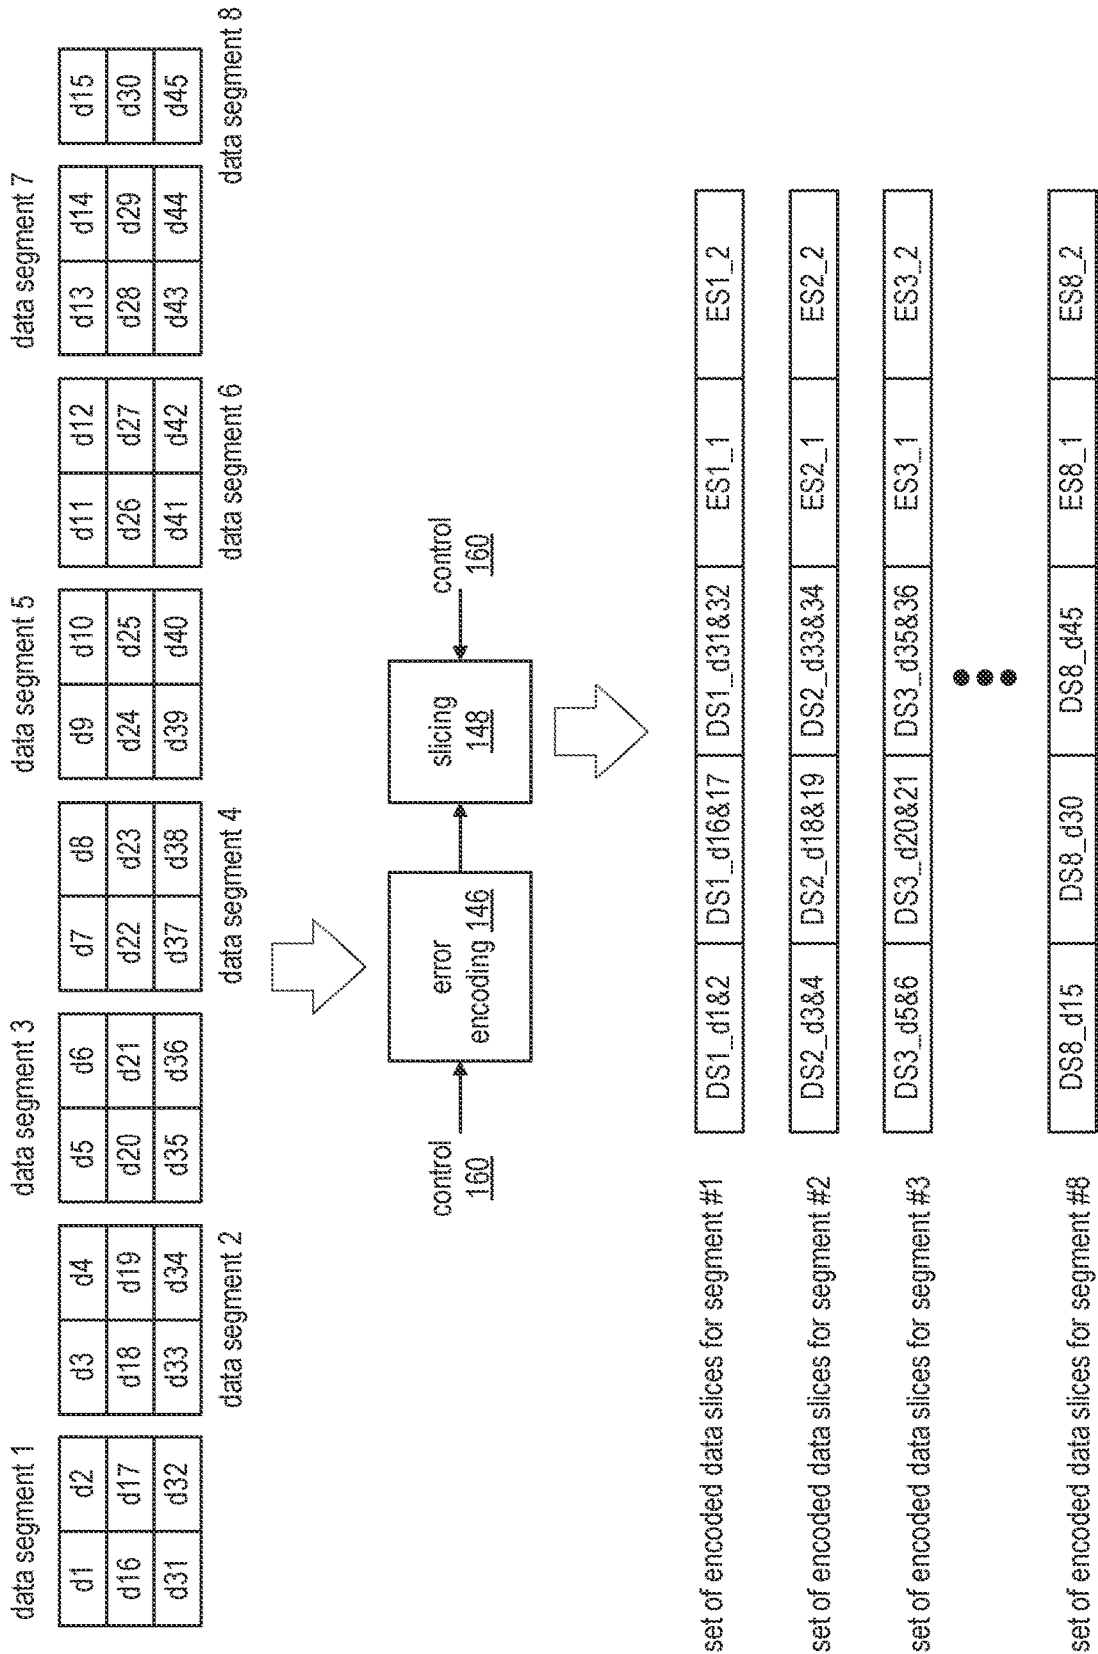 data segment 1
data segment 3
data segment 5
data segment 7
d1 d2 d3 d4 d5 d6 d7 d8 d9 d10 d11 d12 d13 d14 d15
d16 d17 d18 d19 d20 d21 d22 d23 d24 d25 d26 d27 d28 d29 d30
d31 d32 d33 d34 d35 d36 d37 d38 d39 d40 d41 d42 d43 d44 d45
data segment 2
data segment 4
data segment 6
data segment 8
control
160
error
encoding 146
slicing
148
control
160
set of encoded data slices for segment #1
DS1_d1&2 DS1_d16&17 DS1_d31&32 ES1_1 ES1_2
set of encoded data slices for segment #2
DS2_d3&4 DS2_d18&19 DS2_d33&34 ES2_1 ES2_2
set of encoded data slices for segment #3
DS3_d5&6 DS3_d20&21 DS3_d35&36 ES3_1 ES3_2
set of encoded data slices for segment #8
DS8_d15 DS8_d30 DS8_d45 ES8_1 ES8_2